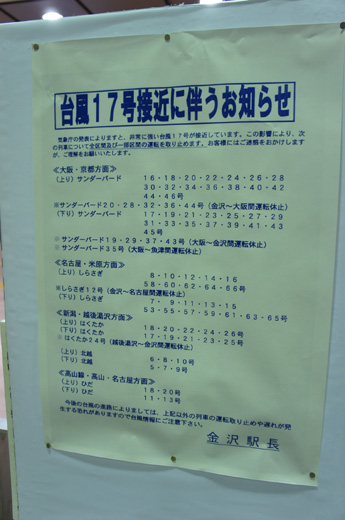 台風17号接近に伴うお知らせ
気象庁の発表によりますと、非常に強い台風17号が接近しています。この影響により、次
の列車について全区間及び一部区間の運転を取り止めます。お客様にはご迷惑をおかけします
が、ご理解をお願いいたします。
≪大阪・京都方面≫
(上り) サンダーバード 16・18・20・22・24・26・28
30・32・34・36・38・40・42
44・46・48号
※サンダーバード20・28・32・36・44号(金沢〜大阪間運転休止)
(下り) サンダーバード 17・19・21・23・25・27・29
31・33・35・37・39・41・43
45号
※サンダーバード19・29・37・43号(大阪〜金沢間運転休止)
※サンダーバード35号(大阪〜魚津間運転休止)
≪名古屋・米原方面≫
(上り) しらさぎ 8・10・12・14・16
58・60・62・64・66号
※しらさぎ12号(金沢〜名古屋間運転休止)
(下り) しらさぎ 7・9・11・13・15
53・55・57・59・61・63・65号
≪新潟・越後湯沢方面≫
(上り) はくたか 18・20・22・24・26号
(下り) はくたか 17・19・21・23・25号
※はくたか24号(越後湯沢〜金沢間運転休止)
(上り) 北越 6・8・10号
(下り) 北越 5・7・9号
≪高山線・高山・名古屋方面≫
(上り) ひだ 18・20号
(下り) ひだ 11・13号
今後の台風の進路によりましては、上記以外の列車の運転取り止めや遅れが発
生する恐れがありますので台風情報にご注意下さい。
金沢駅長